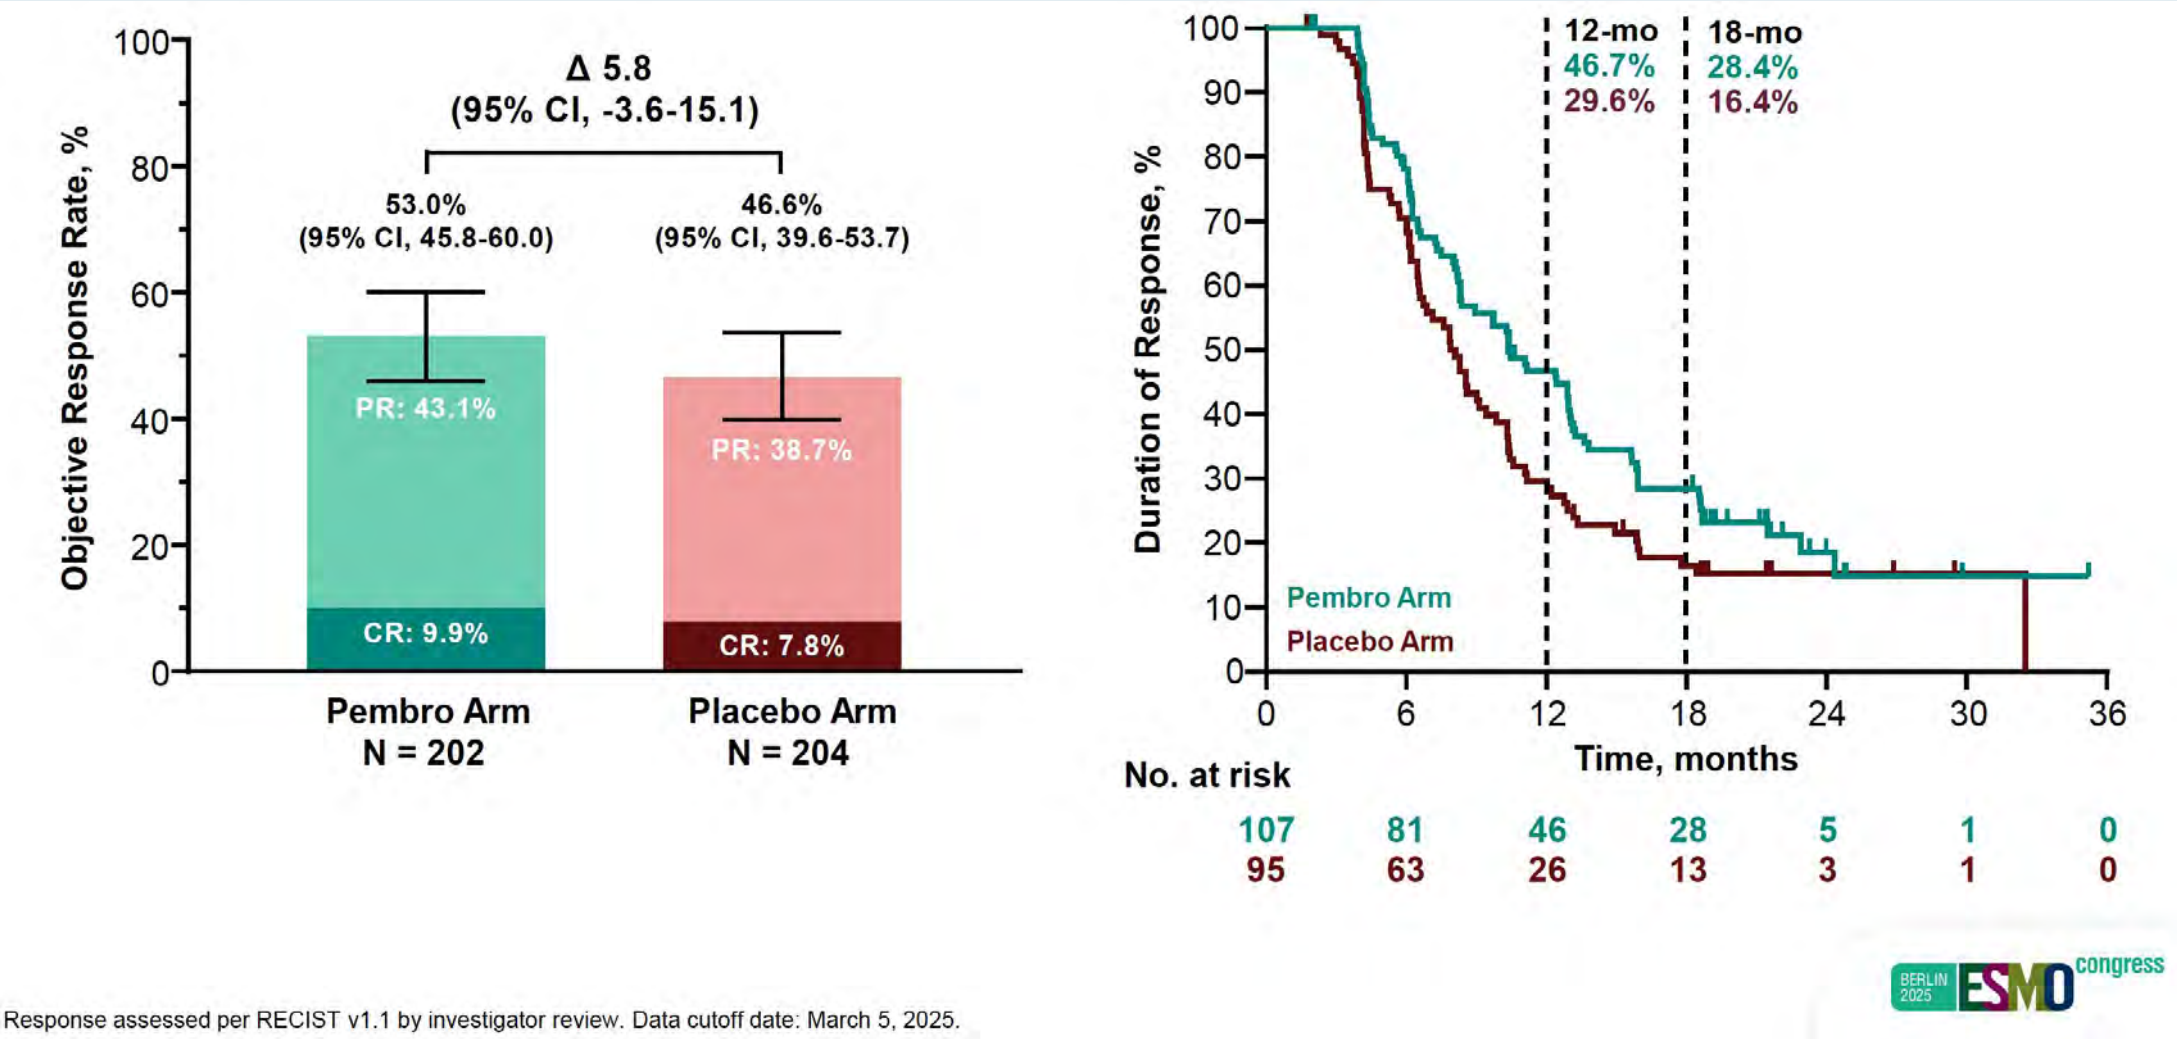 Objective Response Rate, %
100
80
60
40
20
0
Δ 5.8
(95% CI, -3.6-15.1)
53.0%
(95% CI, 45.8-60.0)
46.6%
(95% CI, 39.6-53.7)
PR: 43.1%
CR: 9.9%
PR: 38.7%
CR: 7.8%
Pembro Arm
N = 202
Placebo Arm
N = 204
Duration of Response, %
100
90
80
70
60
50
40
30
20
10
0
12-mo
46.7%
29.6%
18-mo
28.4%
16.4%
Pembro Arm
Placebo Arm
0 6 12 18 24 30 36
Time, months
No. at risk
107 81 46 28 5 1 0
95 63 26 13 3 1 0
Response assessed per RECIST v1.1 by investigator review. Data cutoff date: March 5, 2025.
BERLIN
2025
ESMO congress